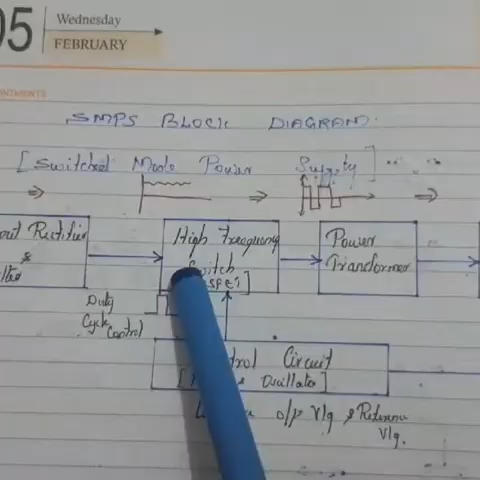 05 Wednesday
FEBRUARY
SMPS BLOCK DIAGRAM
[Switched Mode Power Supply]
Rectifier
&
High Frequency
Switch
Power
Transformer
Duty
Cycle
Control
Circuit
Oscillator]
o/p Vlg & Reference
Vlg.